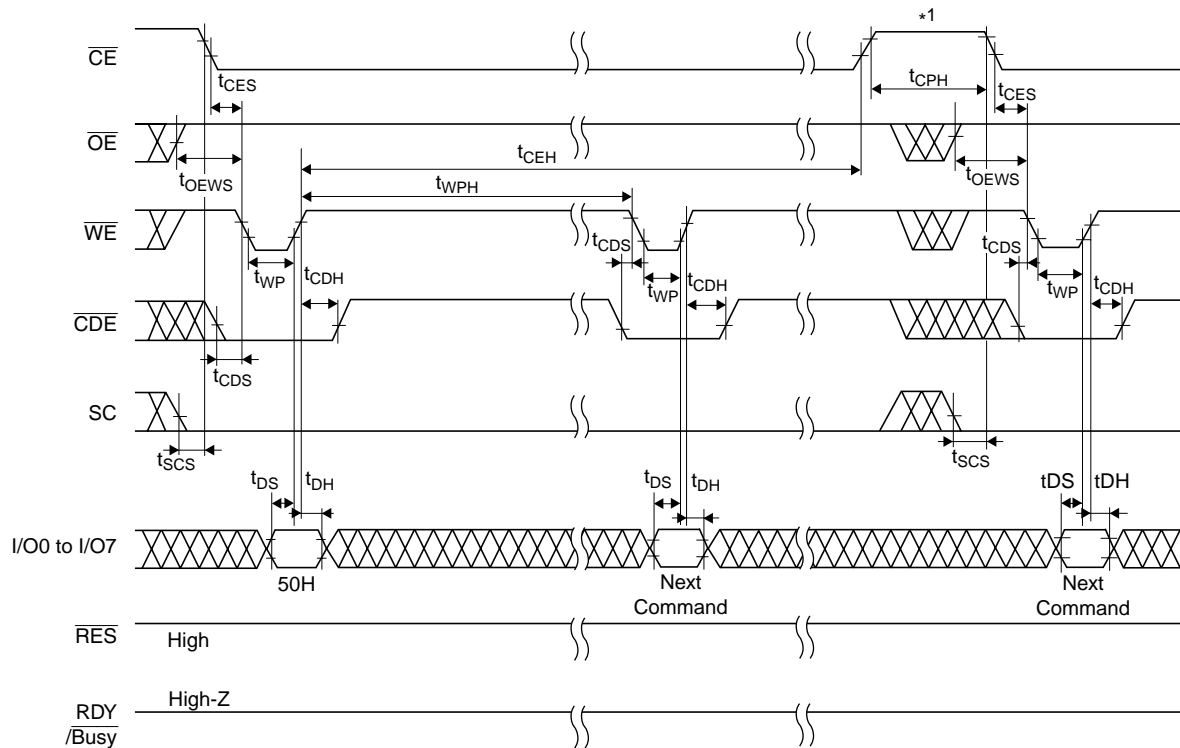 *1
CE
tCES
tCPH
tCES
OE
tCEH
tOEWS
tOEWS
tWPH
WE
tCDS
tCDS
tWP
tCDH
tWP
tCDH
tWP
tCDH
CDE
tCDS
SC
tSCS
tSCS
tDS
tDH
tDS
tDH
tDS
tDH
I/O0 to I/O7
50H
Next
Command
Next
Command
RES
High
RDY
/Busy
High-Z